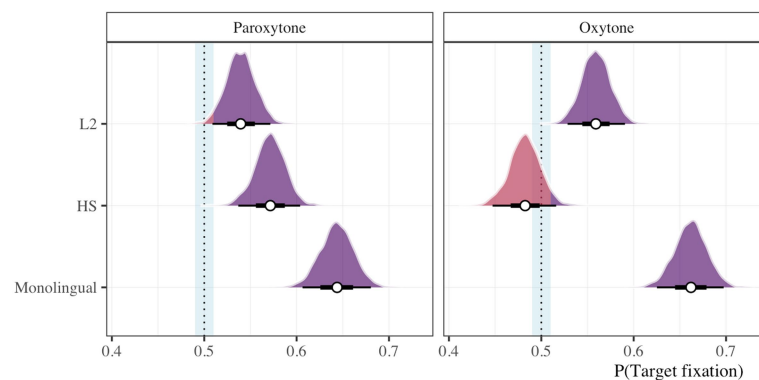 Paroxytone
Oxytone
L2
HS
Monolingual
0.4 0.5 0.6 0.7
0.4 0.5 0.6 0.7
P(Target fixation)